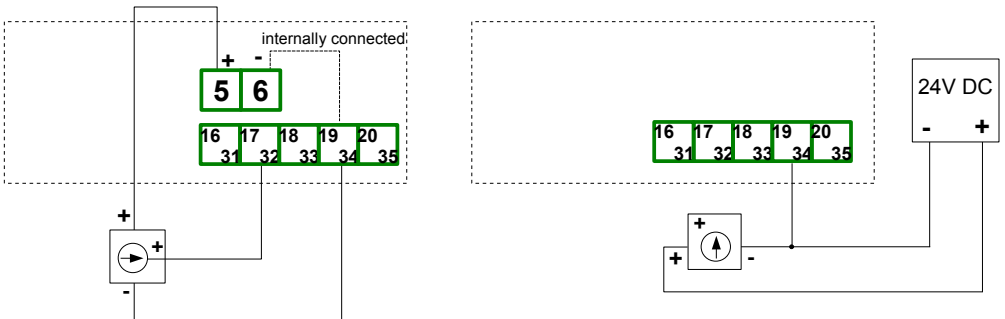 internally connected
+ -
5 6
16 17 18 19 20
31 32 33 34 35
+
+
-
16 17 18 19 20
31 32 33 34 35
24V DC
- +
+
+ -